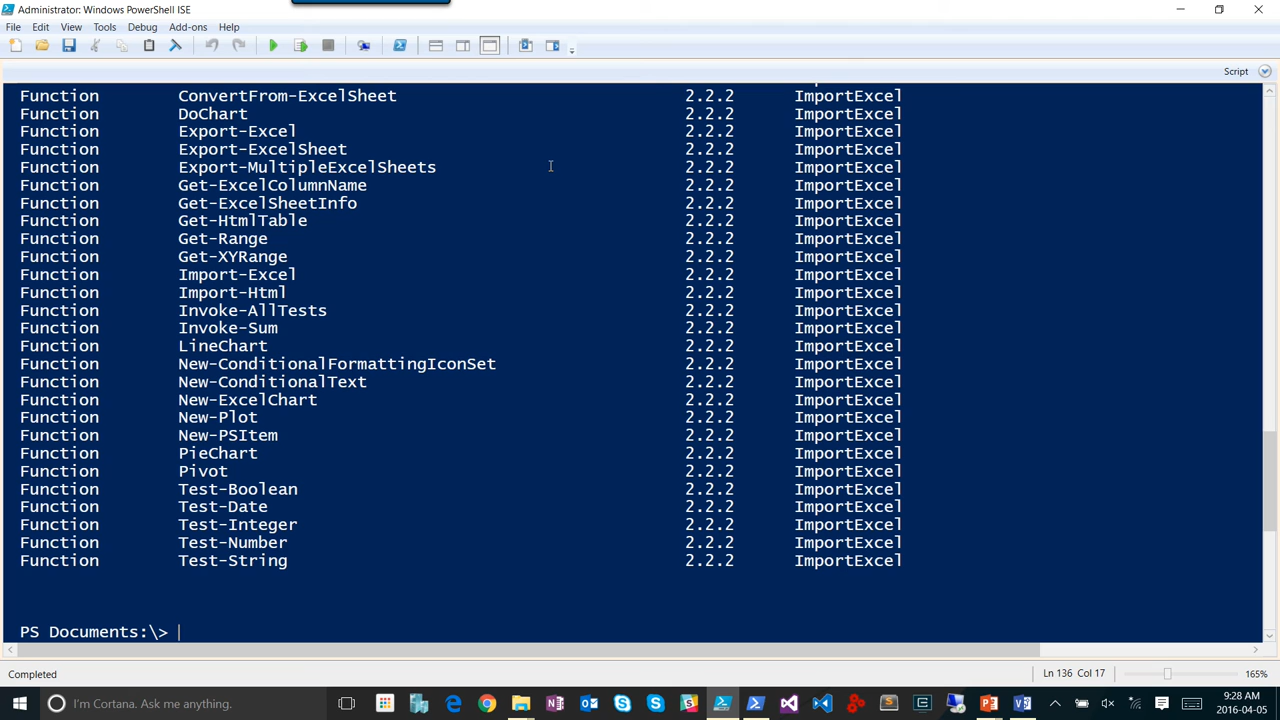 Administrator: Windows PowerShell ISE
File Edit View Tools Debug Add-ons Help
Script
Function ConvertFrom-ExcelSheet 2.2.2 ImportExcel
Function DoChart 2.2.2 ImportExcel
Function Export-Excel 2.2.2 ImportExcel
Function Export-ExcelSheet 2.2.2 ImportExcel
Function Export-MultipleExcelSheets 2.2.2 ImportExcel
Function Get-ExcelColumnName 2.2.2 ImportExcel
Function Get-ExcelSheetInfo 2.2.2 ImportExcel
Function Get-HtmlTable 2.2.2 ImportExcel
Function Get-Range 2.2.2 ImportExcel
Function Get-XYRange 2.2.2 ImportExcel
Function Import-Excel 2.2.2 ImportExcel
Function Import-Html 2.2.2 ImportExcel
Function Invoke-AllTests 2.2.2 ImportExcel
Function Invoke-Sum 2.2.2 ImportExcel
Function LineChart 2.2.2 ImportExcel
Function New-ConditionalFormattingIconSet 2.2.2 ImportExcel
Function New-ConditionalText 2.2.2 ImportExcel
Function New-ExcelChart 2.2.2 ImportExcel
Function New-Plot 2.2.2 ImportExcel
Function New-PSItem 2.2.2 ImportExcel
Function PieChart 2.2.2 ImportExcel
Function Pivot 2.2.2 ImportExcel
Function Test-Boolean 2.2.2 ImportExcel
Function Test-Date 2.2.2 ImportExcel
Function Test-Integer 2.2.2 ImportExcel
Function Test-Number 2.2.2 ImportExcel
Function Test-String 2.2.2 ImportExcel
PS Documents:\>
Completed Ln 136 Col 17 165%
I'm Cortana. Ask me anything. 9:28 AM
2016-04-05